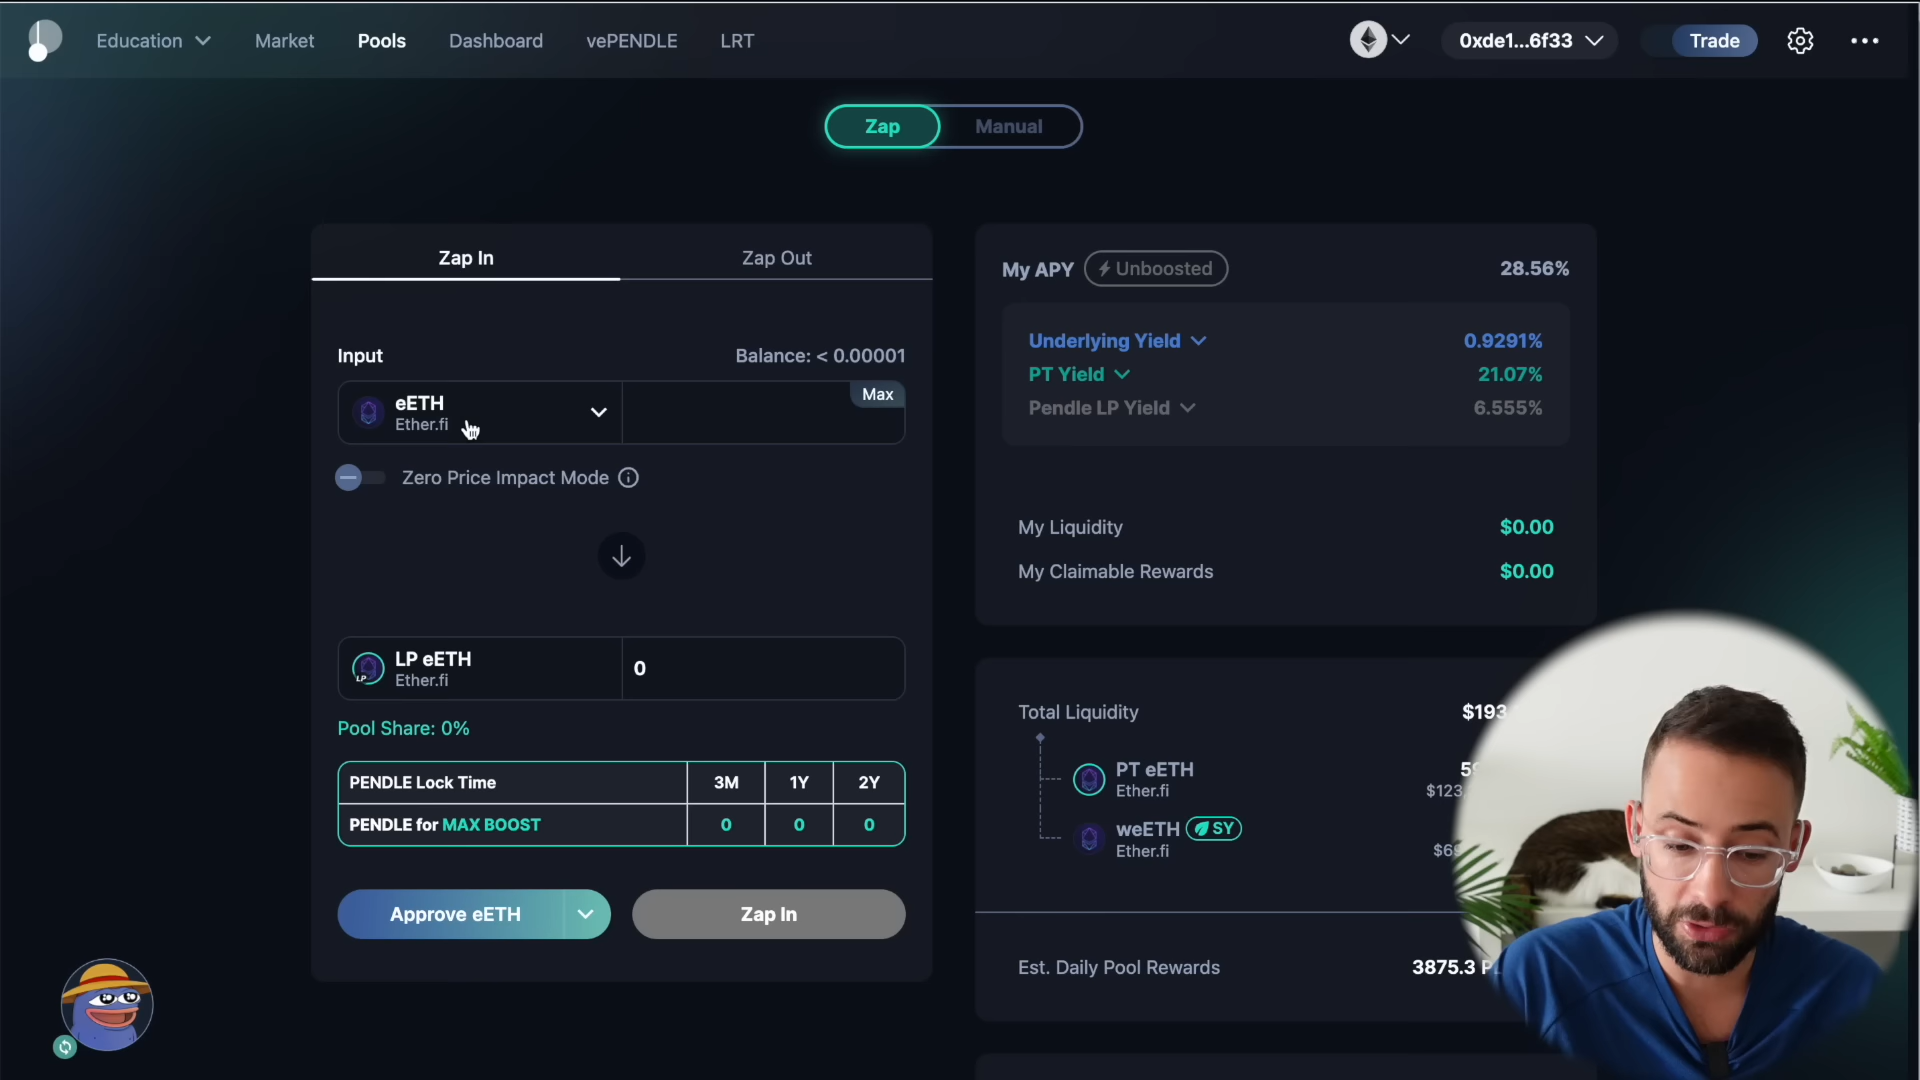 Education
Market
Pools
Dashboard
vePENDLE
LRT
0xde1...6f33
Trade
Zap
Manual
Zap In
Zap Out
Input
Balance: < 0.00001
eETH
Ether.fi
Max
Zero Price Impact Mode
LP eETH
Ether.fi
LP
0
Pool Share: 0%
PENDLE Lock Time 3M 1Y 2Y
PENDLE for MAX BOOST 0 0 0
Approve eETH
Zap In
My APY Unboosted 28.56%
Underlying Yield 0.9291%
PT Yield 21.07%
Pendle LP Yield 6.555%
My Liquidity $0.00
My Claimable Rewards $0.00
Total Liquidity $193
PT eETH
Ether.fi $123
weETH SY
Ether.fi
Est. Daily Pool Rewards 3875.3